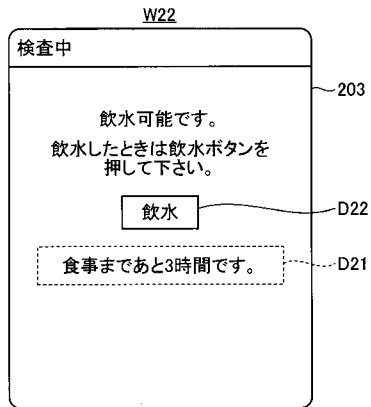 W22
検査中
203
飲水可能です。
飲水したときは飲水ボタンを
押して下さい。
飲水
D22
食事まであと3時間です。
D21